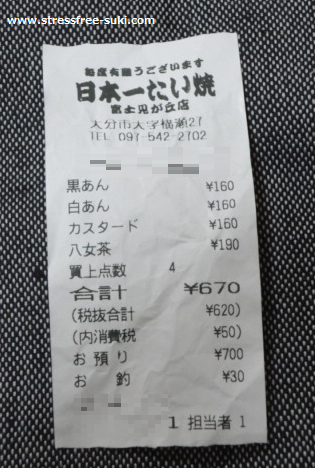 www.stressfree-suki.com
毎度有難うございます
日本一たい焼
富士見が丘店
大分市大字横瀬27
TEL 097-542-2702
黒あん ¥160
白あん ¥160
カスタード ¥160
八女茶 ¥190
買上点数 4
合計 ¥670
(税抜合計 ¥620)
(内消費税 ¥50)
お預り ¥700
お 釣 ¥30
1 担当者 1